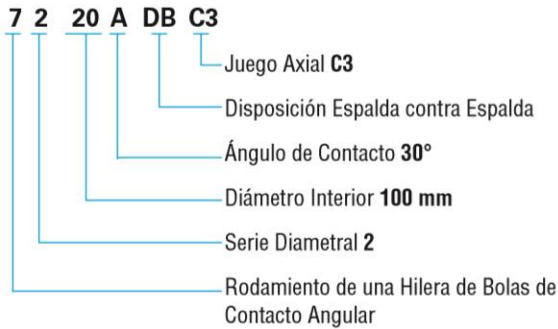 7 2 20 A DB C3
Juego Axial C3
Disposición Espalda contra Espalda
Ángulo de Contacto 30°
Diámetro Interior 100 mm
Serie Diametral 2
Rodamiento de una Hilera de Bolas de
Contacto Angular